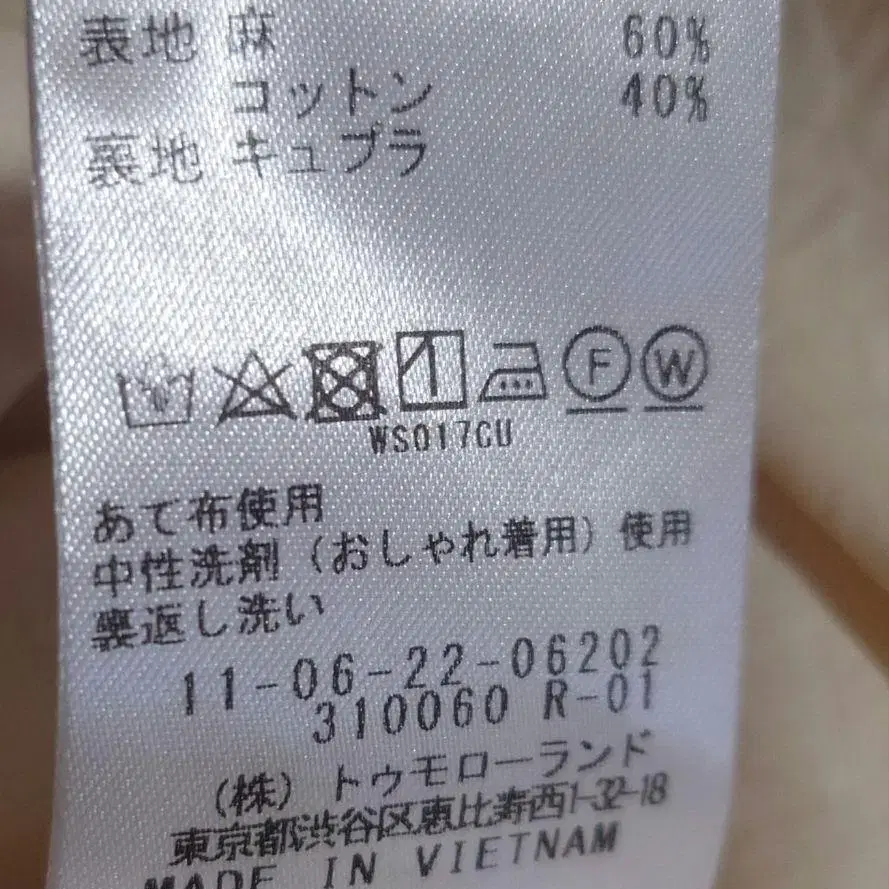 表地 麻 60%
コットン 40%
裏地 キュプラ
F W
WS017CU
あて布使用
中性洗剤（おしゃれ着用）使用
裏返し洗い
11-06-22-06202
310060 R-01
（株）トゥモローランド
東京都渋谷区恵比寿西1-32-18
MADE IN VIETNAM